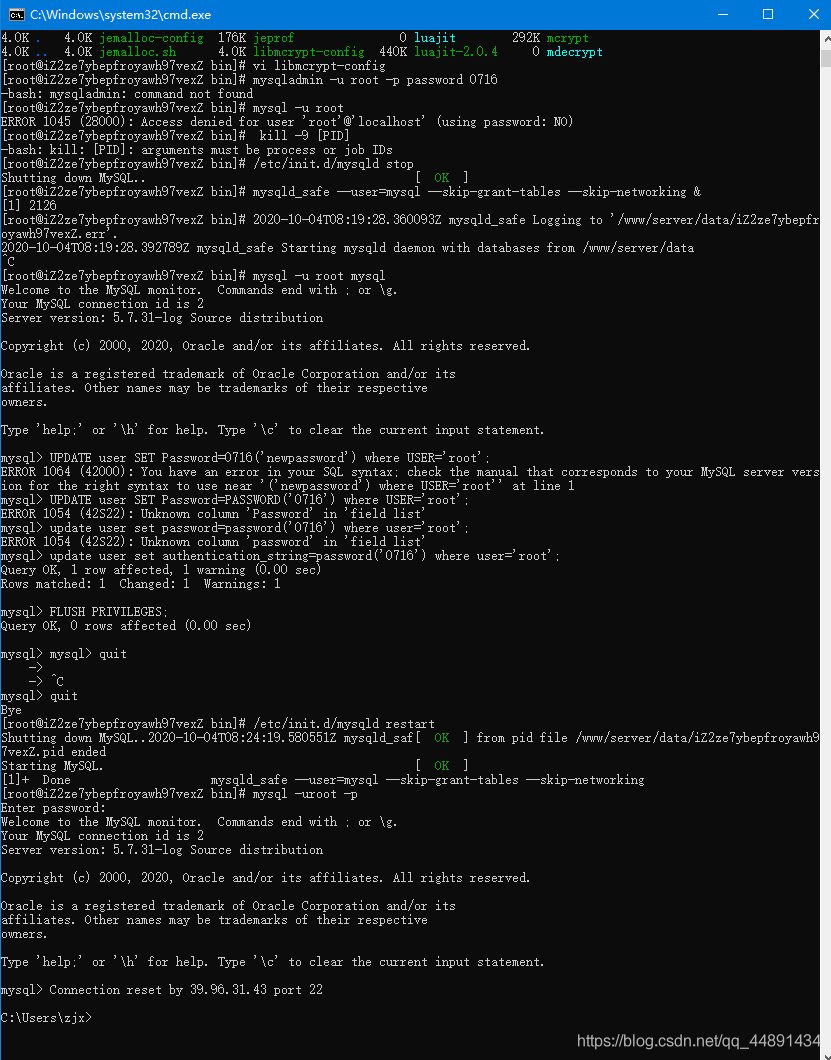 C:\Windows\system32\cmd.exe
4.0K . 4.0K jemalloc-config 176K jeprof 0 luajit 292K mcrypt
4.0K .. 4.0K jemalloc.sh 4.0K libmcrypt-config 440K luajit-2.0.4 0 mdecrypt
[root@iZ2ze7ybepfroyawh97vexZ bin]# vi libmcrypt-config
[root@iZ2ze7ybepfroyawh97vexZ bin]# mysqladmin -u root -p password 0716
-bash: mysqladmin: command not found
[root@iZ2ze7ybepfroyawh97vexZ bin]# mysql -u root
ERROR 1045 (28000): Access denied for user 'root'@'localhost' (using password: NO)
[root@iZ2ze7ybepfroyawh97vexZ bin]#  kill -9 [PID]
-bash: kill: [PID]: arguments must be process or job IDs
[root@iZ2ze7ybepfroyawh97vexZ bin]# /etc/init.d/mysqld stop
Shutting down MySQL.. [  OK  ]
[root@iZ2ze7ybepfroyawh97vexZ bin]# mysqld_safe --user=mysql --skip-grant-tables --skip-networking &
[1] 2126
[root@iZ2ze7ybepfroyawh97vexZ bin]# 2020-10-04T08:19:28.360093Z mysqld_safe Logging to '/www/server/data/iZ2ze7ybepfr
oyawh97vexZ.err'.
2020-10-04T08:19:28.392789Z mysqld_safe Starting mysqld daemon with databases from /www/server/data
^C
[root@iZ2ze7ybepfroyawh97vexZ bin]# mysql -u root mysql
Welcome to the MySQL monitor.  Commands end with ; or \g.
Your MySQL connection id is 2
Server version: 5.7.31-log Source distribution
Copyright (c) 2000, 2020, Oracle and/or its affiliates. All rights reserved.
Oracle is a registered trademark of Oracle Corporation and/or its
affiliates. Other names may be trademarks of their respective
owners.
Type 'help;' or '\h' for help. Type '\c' to clear the current input statement.
mysql> UPDATE user SET Password=0716('newpassword') where USER='root';
ERROR 1064 (42000): You have an error in your SQL syntax; check the manual that corresponds to your MySQL server vers
ion for the right syntax to use near '('newpassword') where USER='root'' at line 1
mysql> UPDATE user SET Password=PASSWORD('0716') where USER='root';
ERROR 1054 (42S22): Unknown column 'Password' in 'field list'
mysql> update user set password=password('0716') where user='root';
ERROR 1054 (42S22): Unknown column 'password' in 'field list'
mysql> update user set authentication_string=password('0716') where user='root';
Query OK, 1 row affected, 1 warning (0.00 sec)
Rows matched: 1  Changed: 1  Warnings: 1
mysql> FLUSH PRIVILEGES;
Query OK, 0 rows affected (0.00 sec)
mysql> mysql> quit
    ->
    -> ^C
mysql> quit
Bye
[root@iZ2ze7ybepfroyawh97vexZ bin]# /etc/init.d/mysqld restart
Shutting down MySQL..2020-10-04T08:24:19.580551Z mysqld_saf[  OK  ] from pid file /www/server/data/iZ2ze7ybepfroyawh9
7vexZ.pid ended
Starting MySQL. [  OK  ]
[1]+  Done mysqld_safe --user=mysql --skip-grant-tables --skip-networking
[root@iZ2ze7ybepfroyawh97vexZ bin]# mysql -uroot -p
Enter password:
Welcome to the MySQL monitor.  Commands end with ; or \g.
Your MySQL connection id is 2
Server version: 5.7.31-log Source distribution
Copyright (c) 2000, 2020, Oracle and/or its affiliates. All rights reserved.
Oracle is a registered trademark of Oracle Corporation and/or its
affiliates. Other names may be trademarks of their respective
owners.
Type 'help;' or '\h' for help. Type '\c' to clear the current input statement.
mysql> Connection reset by 39.96.31.43 port 22
C:\Users\zjx>
https://blog.csdn.net/qq_44891434